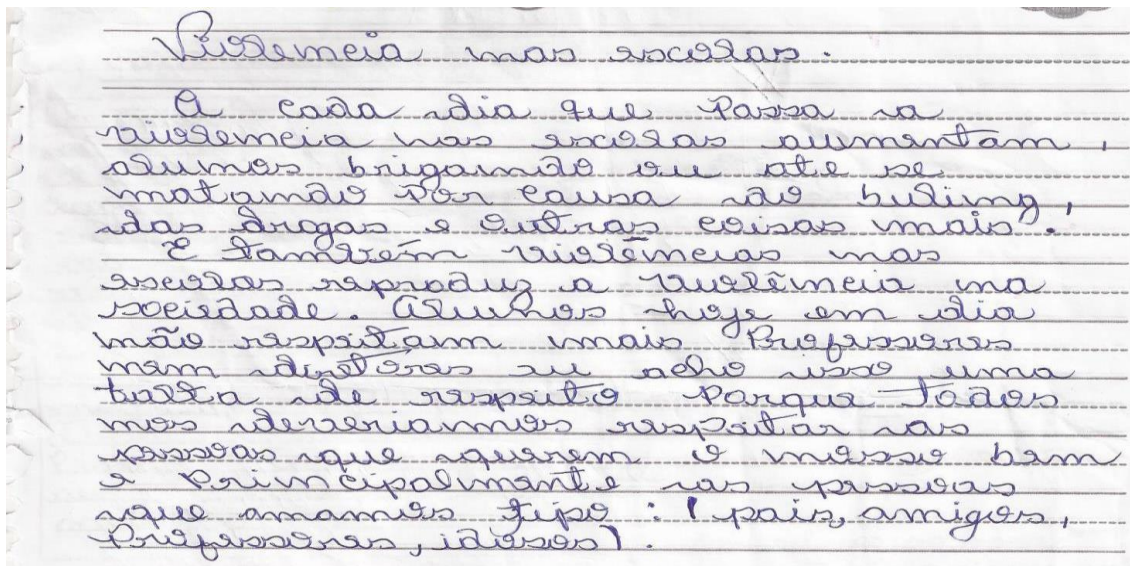 Violencia nas escolas.
A cada dia que Passa a
violencia nas escolas aumentam,
alunos brigando ou até se
matando Por causa do buling,
das drogas e outras coisas mais.
E também violências nas
escolas reproduz a violência na
sociedade. Alunos hoje em dia
não respeitam mais Professores
nem diretores eu acho isso uma
falta de respeito Porque todos
nos deveriamos respeitar as
pessoas que querem o nosso bem
e Principalmente as pessoas
que amamos tipo: (pais, amigos,
Professores, idosos).